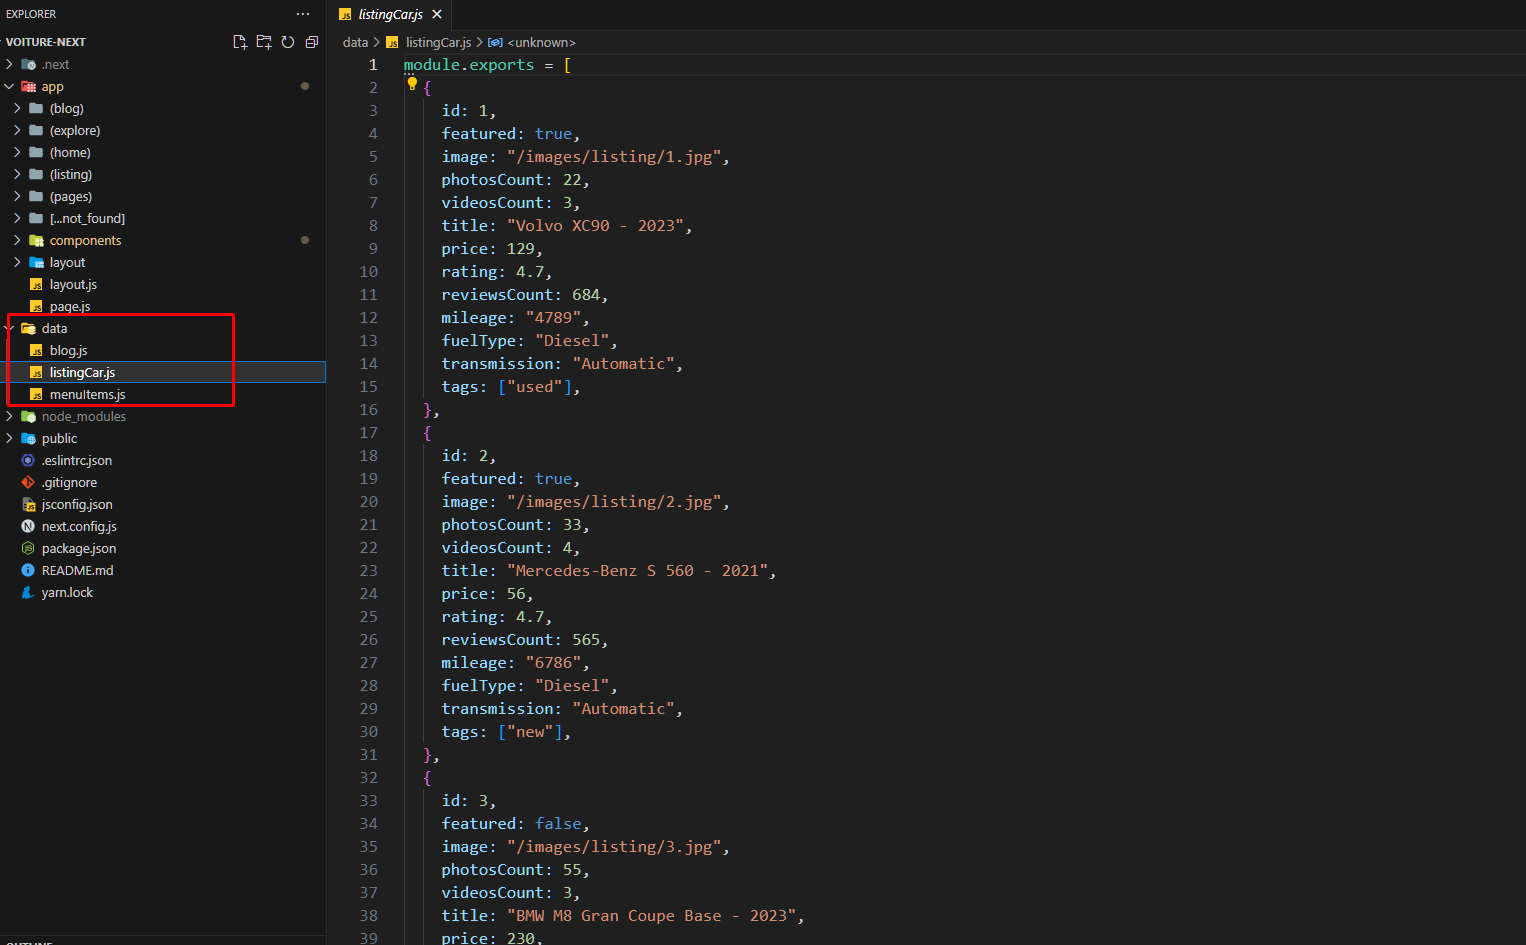 EXPLORER
VOITURE-NEXT
.next
app
(blog)
(explore)
(home)
(listing)
(pages)
[...not_found]
components
layout
layout.js
page.js
data
blog.js
listingCar.js
menuItems.js
node_modules
public
.eslintrc.json
.gitignore
jsconfig.json
next.config.js
package.json
README.md
yarn.lock
OUTLINE
listingCar.js
data > listingCar.js > <unknown>
1 module.exports = [
2 {
3 id: 1,
4 featured: true,
5 image: "/images/listing/1.jpg",
6 photosCount: 22,
7 videosCount: 3,
8 title: "Volvo XC90 - 2023",
9 price: 129,
10 rating: 4.7,
11 reviewsCount: 684,
12 mileage: "4789",
13 fuelType: "Diesel",
14 transmission: "Automatic",
15 tags: ["used"],
16 },
17 {
18 id: 2,
19 featured: true,
20 image: "/images/listing/2.jpg",
21 photosCount: 33,
22 videosCount: 4,
23 title: "Mercedes-Benz S 560 - 2021",
24 price: 56,
25 rating: 4.7,
26 reviewsCount: 565,
27 mileage: "6786",
28 fuelType: "Diesel",
29 transmission: "Automatic",
30 tags: ["new"],
31 },
32 {
33 id: 3,
34 featured: false,
35 image: "/images/listing/3.jpg",
36 photosCount: 55,
37 videosCount: 3,
38 title: "BMW M8 Gran Coupe Base - 2023",
39 price: 230,